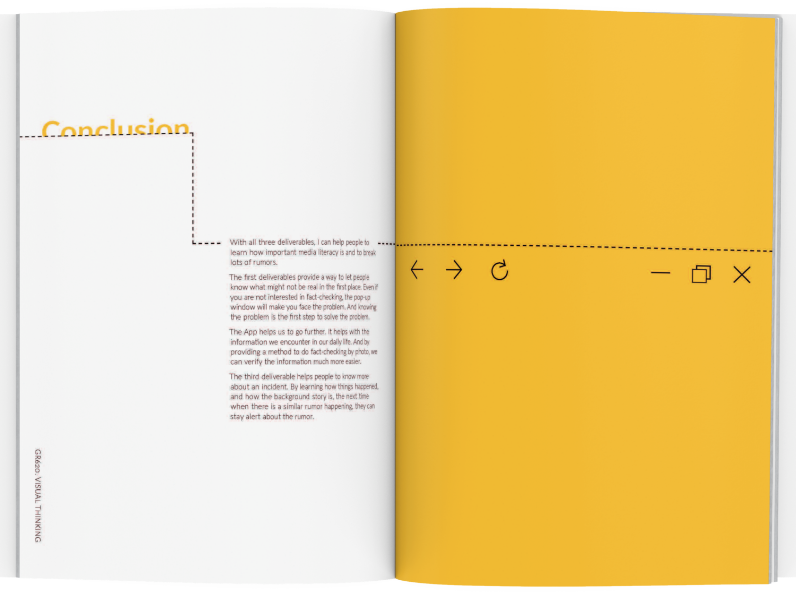 Conclusion
With all three deliverables, I can help people to
learn how important media literacy is and to break
lots of rumors.
The first deliverables provide a way to let people
know what might not be real in the first place. Even if
you are not interested in fact-checking, the pop-up
window will make you face the problem. And knowing
the problem is the first step to solve the problem.
The App helps us to go further. It helps with the
information we encounter in our daily life. And by
providing a method to do fact-checking by photo, we
can verify the information much more easier.
The third deliverable helps people to know more
about an incident. By learning how things happened,
and how the background story is, the next time
when there is a similar rumor happening, they can
stay alert about the rumor.
GR620: VISUAL THINKING